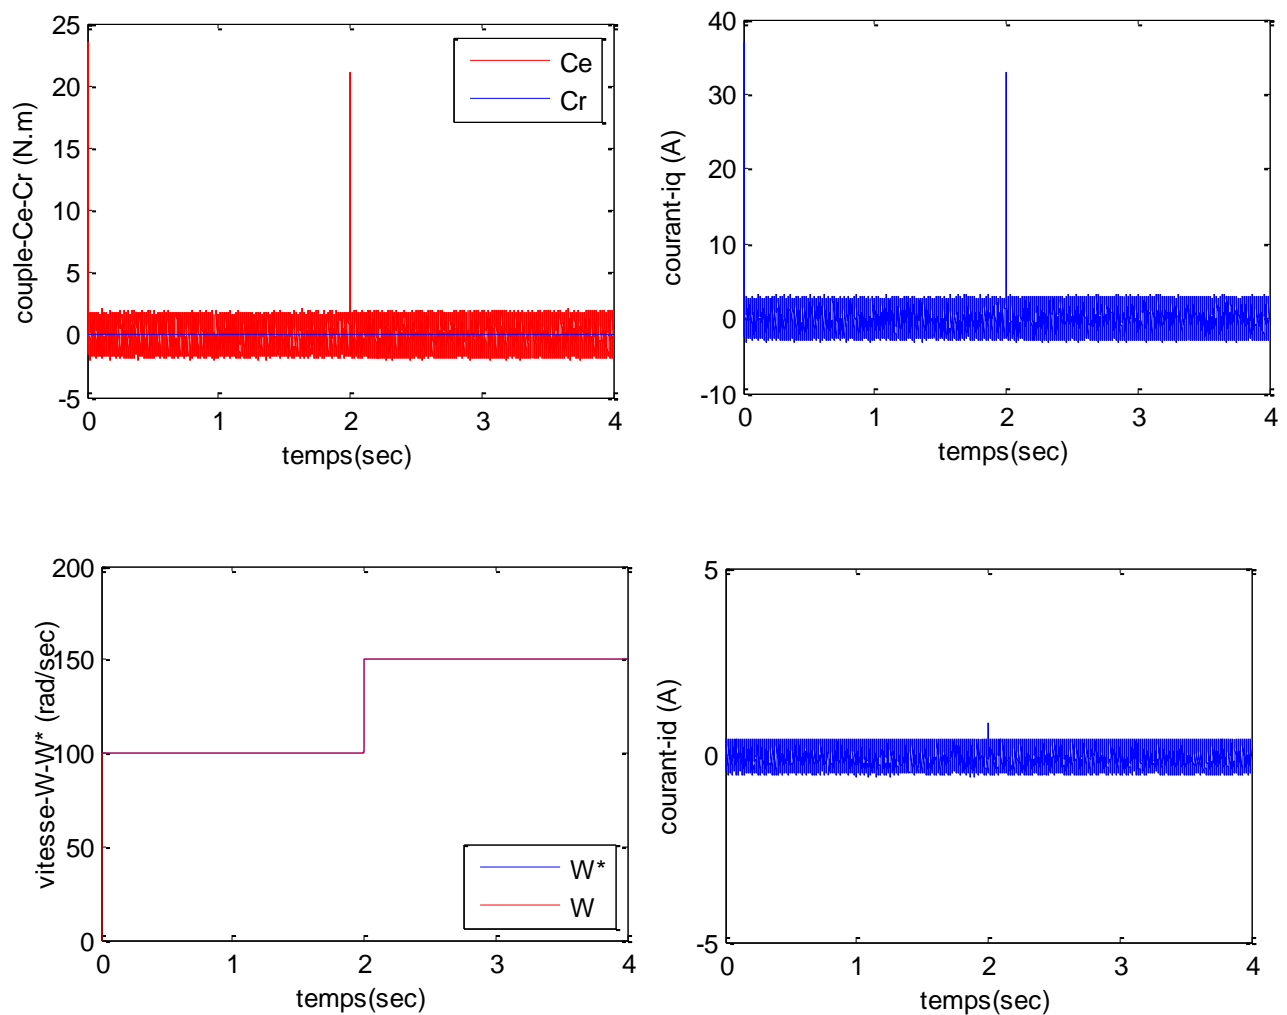 couple-Ce-Cr (N.m)
25
20
15
10
5
0
-5
Ce
Cr
0 1 2 3 4
temps(sec)
courant-iq (A)
40
30
20
10
0
-10
0 1 2 3 4
temps(sec)
vitesse-W-W* (rad/sec)
200
150
100
50
0
W*
W
0 1 2 3 4
temps(sec)
courant-id (A)
5
0
-5
0 1 2 3 4
temps(sec)